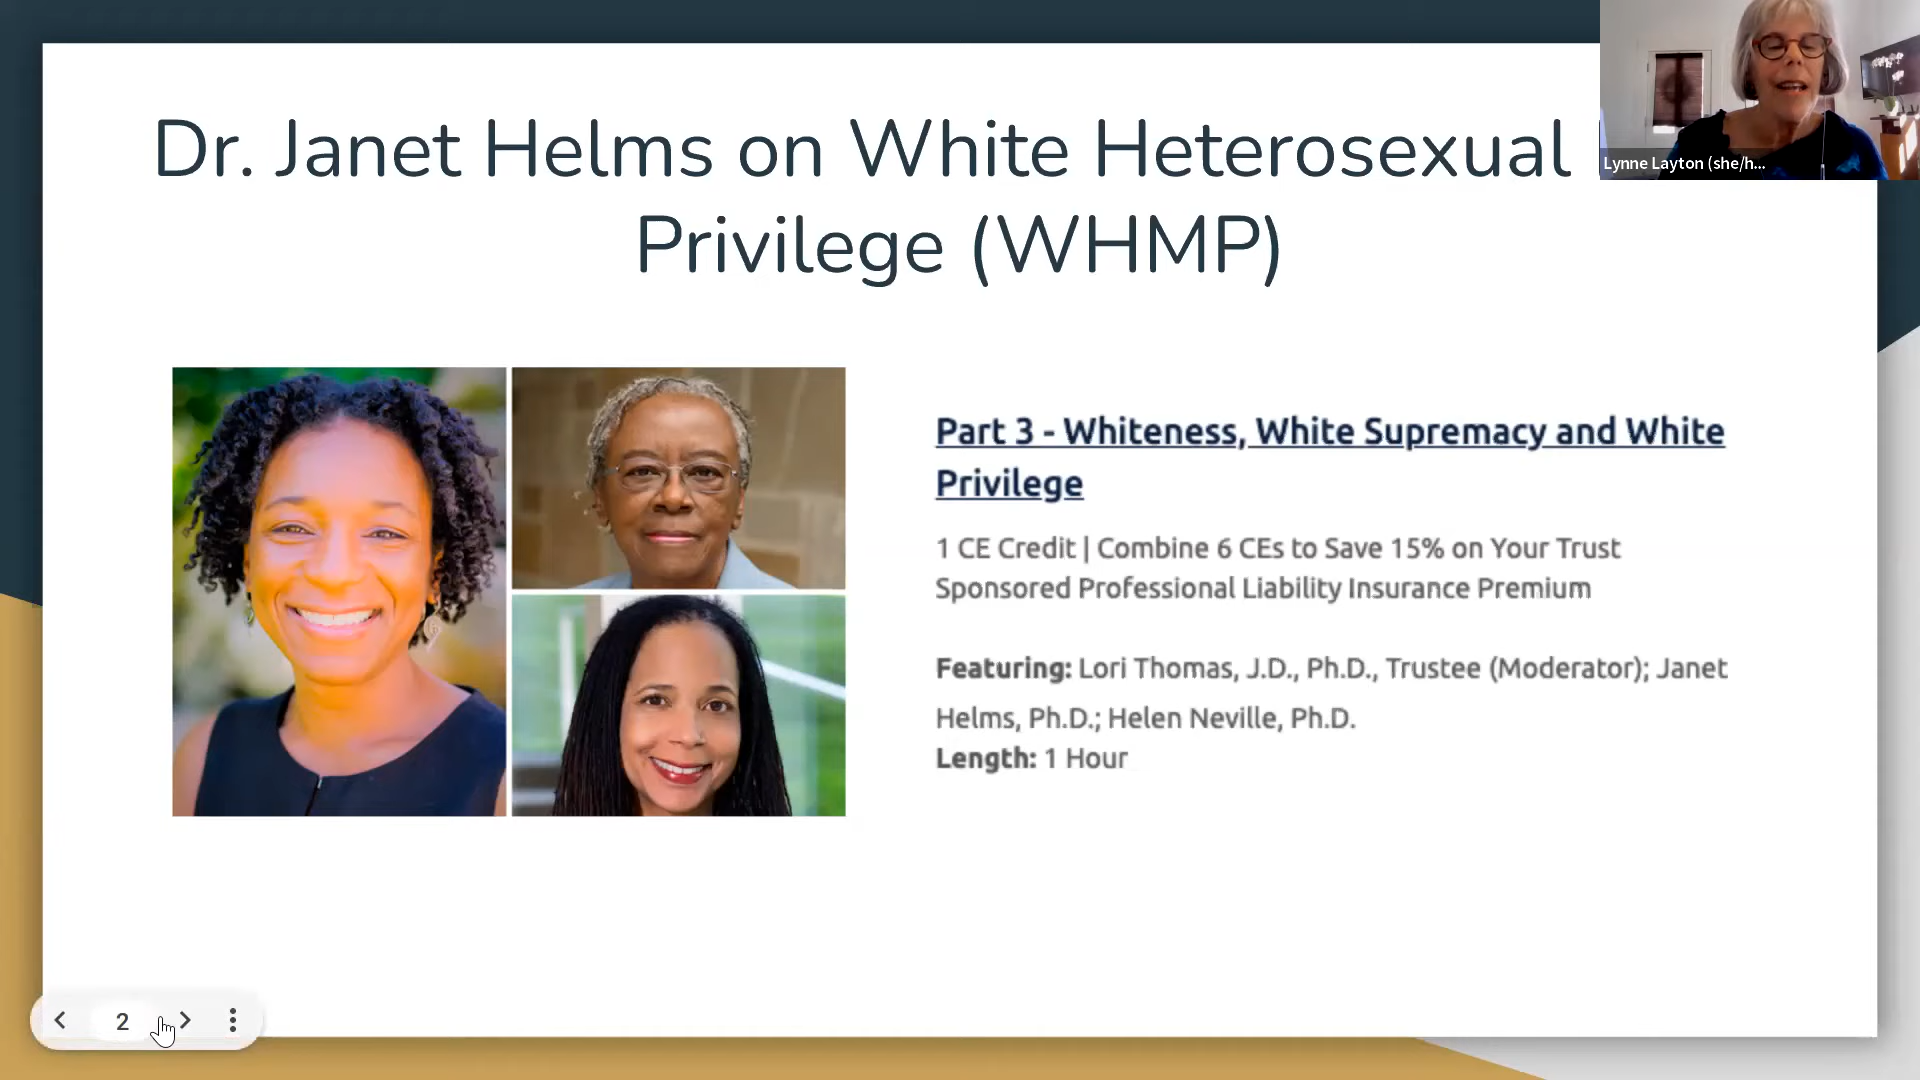 Dr. Janet Helms on White Heterosexual
Privilege (WHMP)
Lynne Layton (she/h...
Part 3 - Whiteness, White Supremacy and White
Privilege
1 CE Credit | Combine 6 CEs to Save 15% on Your Trust
Sponsored Professional Liability Insurance Premium
Featuring: Lori Thomas, J.D., Ph.D., Trustee (Moderator); Janet
Helms, Ph.D.; Helen Neville, Ph.D.
Length: 1 Hour
2